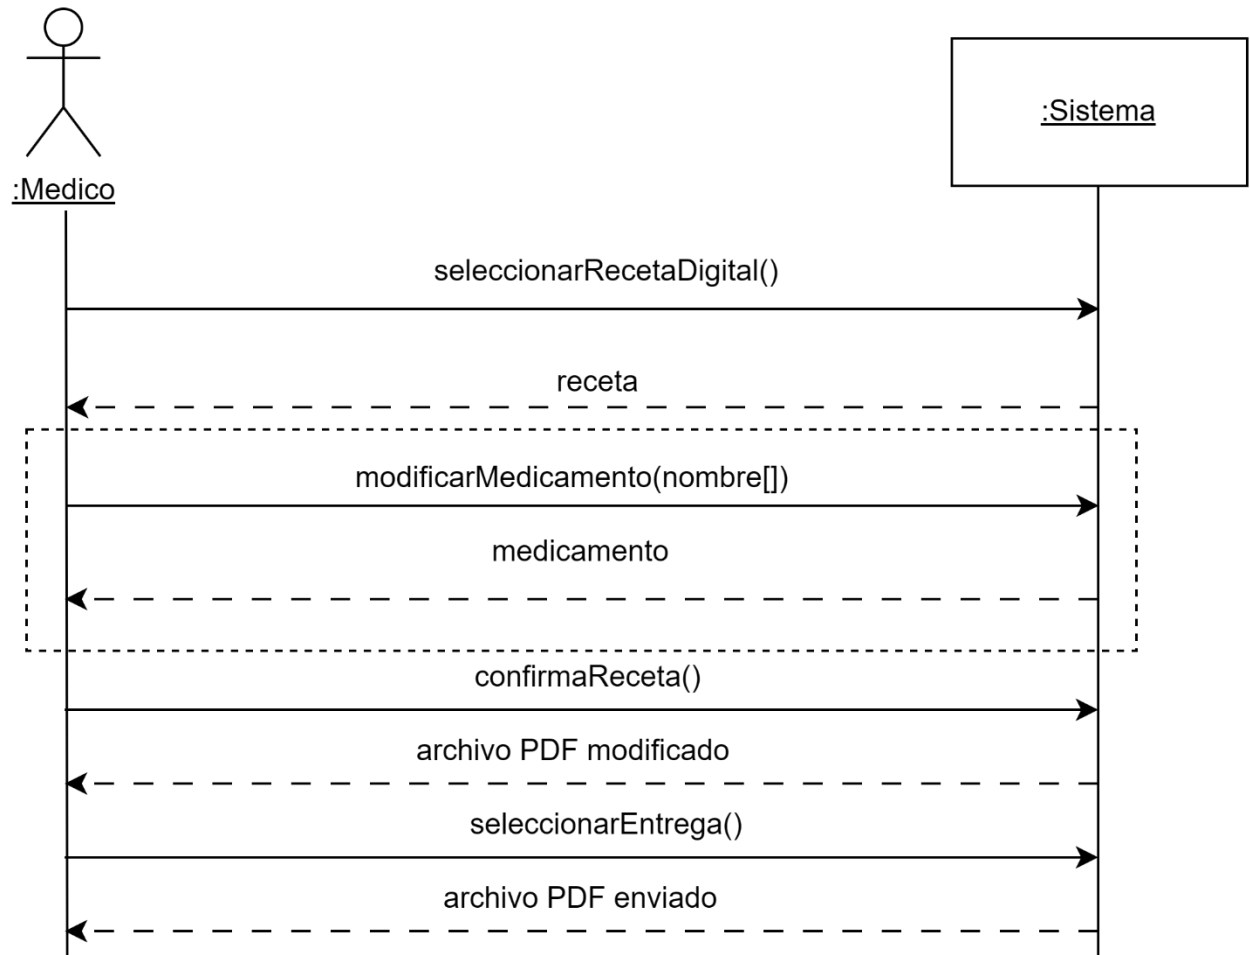 :Medico
:Sistema
seleccionarRecetaDigital()
receta
modificarMedicamento(nombre[])
medicamento
confirmaReceta()
archivo PDF modificado
seleccionarEntrega()
archivo PDF enviado